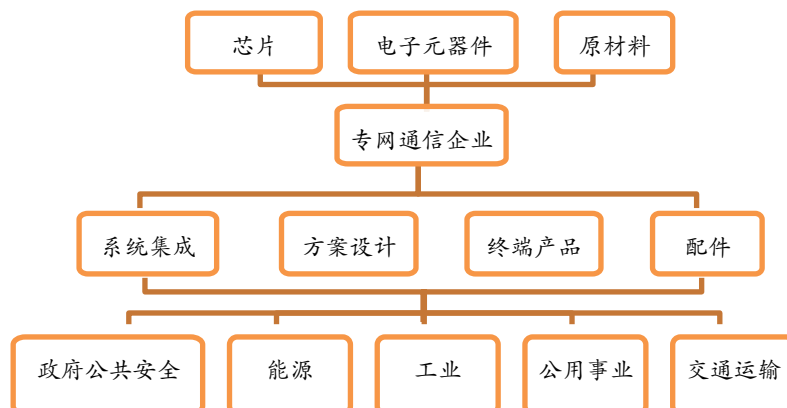 芯片
电子元器件
原材料
专网通信企业
系统集成
方案设计
终端产品
配件
政府公共安全
能源
工业
公用事业
交通运输